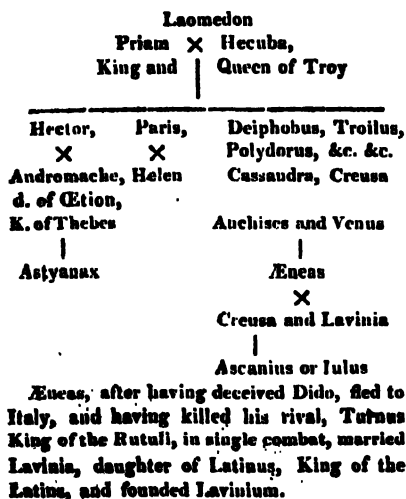 Laomedon
Priam × Hecuba,
King and | Queen of Troy
Hector, Paris, Deiphobus, Troilus,
× × Polydorus, &c. &c.
Andromache, Helen Cassaudra, Creusa
d. of Œtion,
K. of Thebes Auchises and Venus
| |
Astyanax Æneas
×
Creusa and Lavinia
|
Ascanius or Iulus
Æneas, after having deceived Dido, fled to
Italy, and having killed his rival, Turnus
King of the Rutuli, in single combat, married
Lavinia, daughter of Latinus, King of the
Latins, and founded Lavinium.